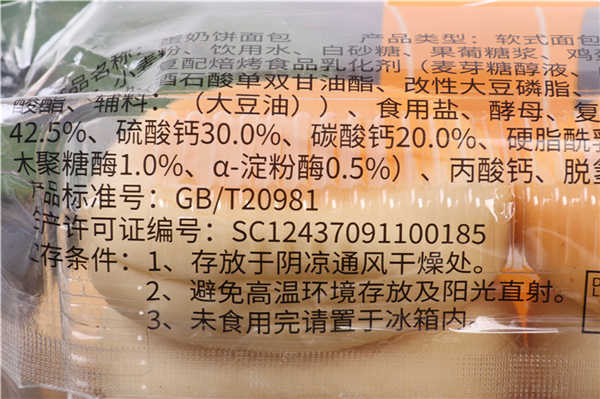 酸奶饼面包 产品类型：软式面包
产品名称：
小麦粉、饮用水、白砂糖、果葡糖浆、鸡蛋
复配焙烤食品乳化剂（麦芽糖醇液、
酒石酸单双甘油酯、改性大豆磷脂、
酸酯、辅料：（大豆油））、食用盐、酵母、复
42.5%、硫酸钙30.0%、碳酸钙20.0%、硬脂酰乳
木聚糖酶1.0%、α-淀粉酶0.5%）、丙酸钙、脱氢
产品标准号：GB/T20981
生产许可证编号：SC12437091100185
贮存条件：1、存放于阴凉通风干燥处。
2、避免高温环境存放及阳光直射。
3、未食用完请置于冰箱内。